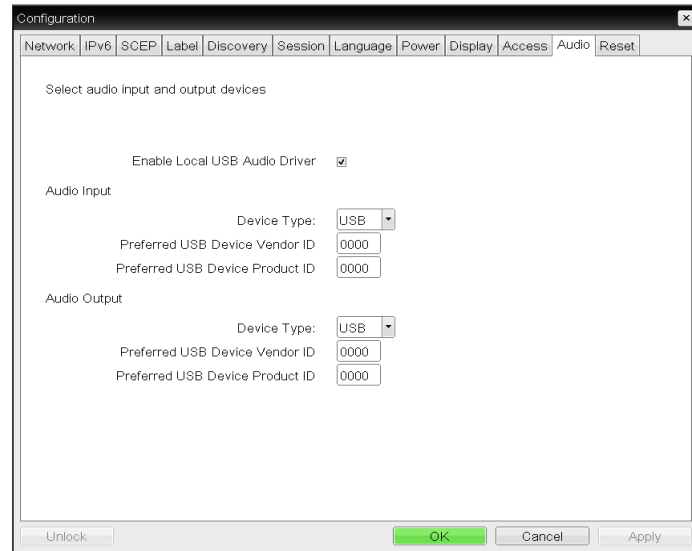 Configuration
Network IPv6 SCEP Label Discovery Session Language Power Display Access Audio Reset
Select audio input and output devices
Enable Local USB Audio Driver
Audio Input
Device Type: USB
Preferred USB Device Vendor ID 0000
Preferred USB Device Product ID 0000
Audio Output
Device Type: USB
Preferred USB Device Vendor ID 0000
Preferred USB Device Product ID 0000
Unlock OK Cancel Apply